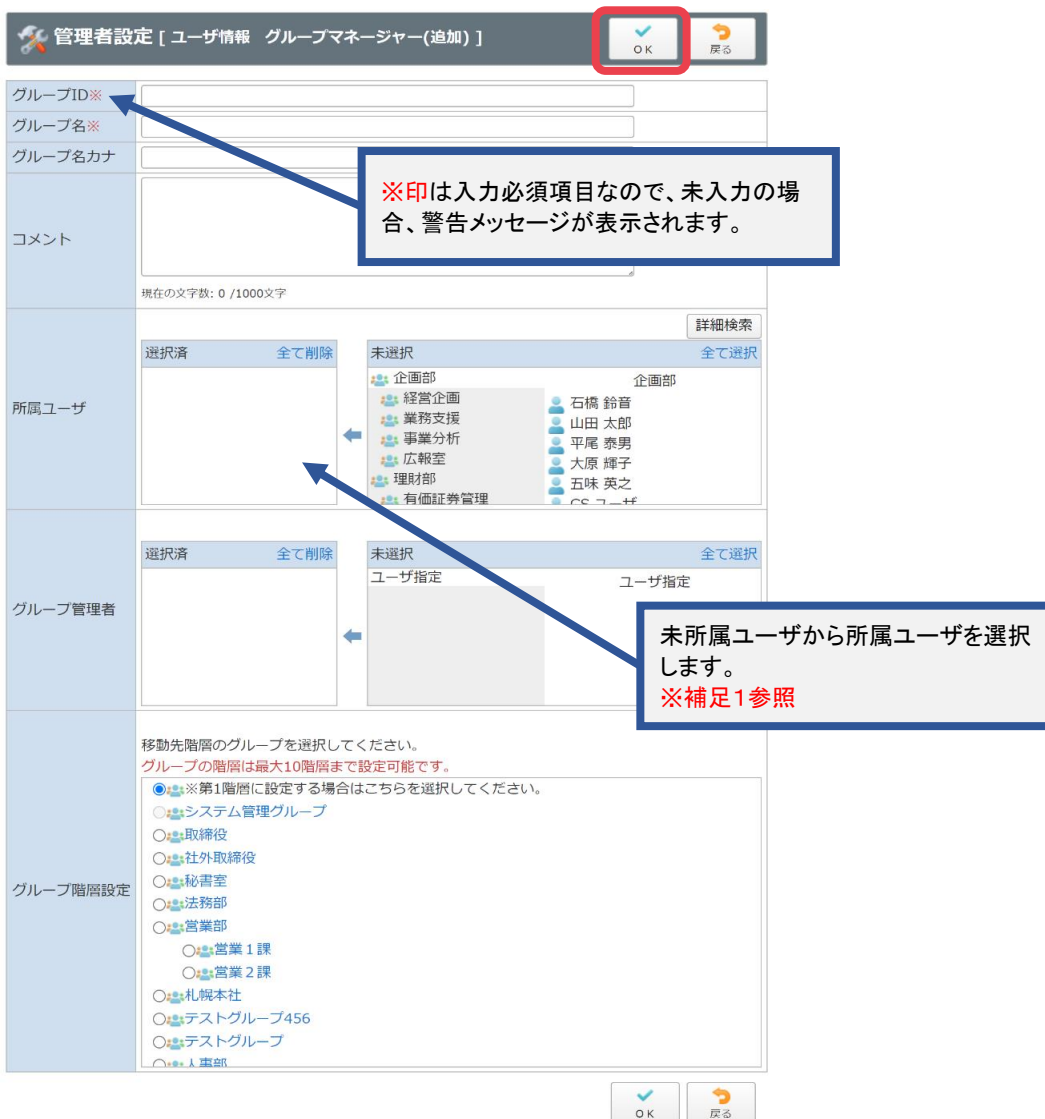 管理者設定 [ ユーザ情報 グループマネージャー(追加) ]
OK
戻る
グループID※
グループ名※
グループ名カナ
※印は入力必須項目なので、未入力の場
合、警告メッセージが表示されます。
コメント
現在の文字数: 0 /1000文字
詳細検索
所属ユーザ
選択済 全て削除
未選択 全て選択
企画部
経営企画
業務支援
事業分析
広報室
理財部
有価証券管理
企画部
石橋 鈴音
山田 太郎
平尾 泰男
大原 輝子
五味 英之
CS ユーザ
グループ管理者
選択済 全て削除
未選択 全て選択
ユーザ指定
ユーザ指定
未所属ユーザから所属ユーザを選択
します。
※補足1参照
グループ階層設定
移動先階層のグループを選択してください。
グループの階層は最大10階層まで設定可能です。
※第1階層に設定する場合はこちらを選択してください。
システム管理グループ
取締役
社外取締役
秘書室
法務部
営業部
営業1課
営業2課
札幌本社
テストグループ456
テストグループ
人事部
OK
戻る